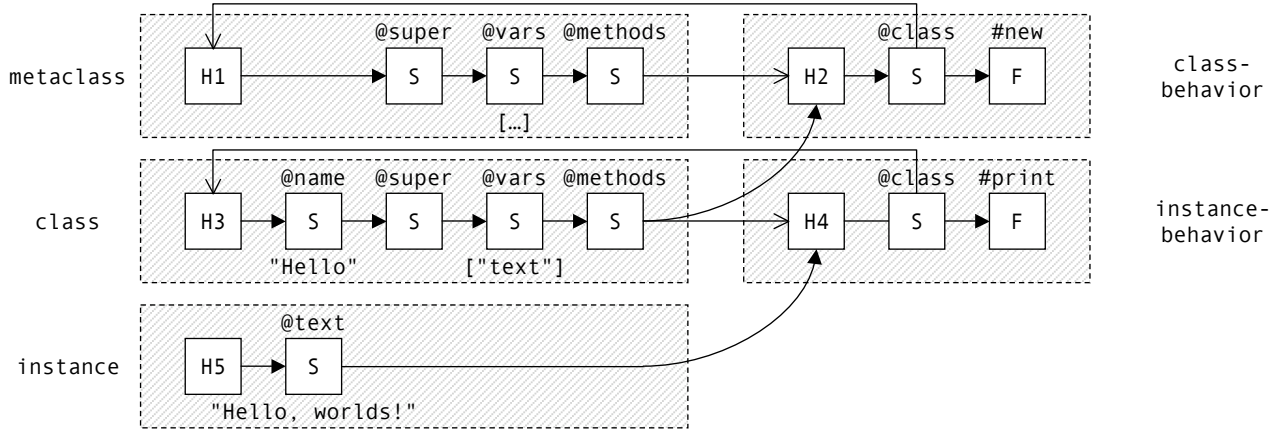 @super @vars @methods @class #new
metaclass H1 S S S H2 S F class-
behavior
[…]
@name @super @vars @methods @class #print
class H3 S S S S H4 S F instance-
behavior
"Hello" ["text"]
@text
instance H5 S
"Hello, worlds!"